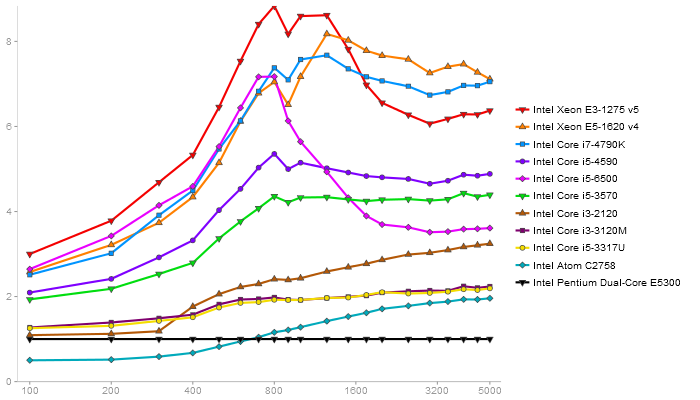 8
6
4
2
0
100 200 400 800 1600 3200 5000
Intel Xeon E3-1275 v5
Intel Xeon E5-1620 v4
Intel Core i7-4790K
Intel Core i5-4590
Intel Core i5-6500
Intel Core i5-3570
Intel Core i3-2120
Intel Core i3-3120M
Intel Core i5-3317U
Intel Atom C2758
Intel Pentium Dual-Core E5300